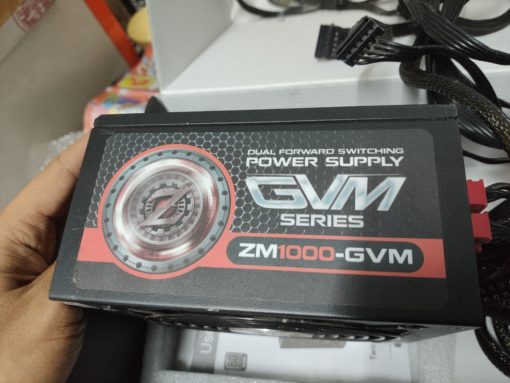 DUAL FORWARD SWITCHING
POWER SUPPLY
GVM
SERIES
ZM1000-GVM